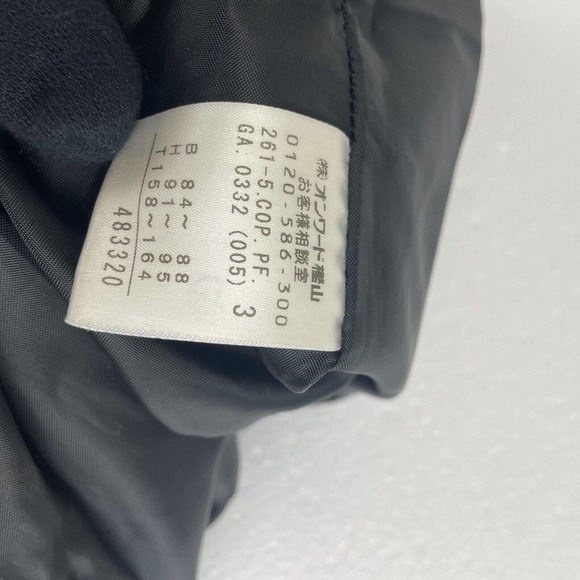 (株)オンワード樫山
お客様相談室
0120-586-300
261-5.COP.PF.
GA.0332 (005) 3
B 84~ 88
H 91~ 95
T 158~164
483320